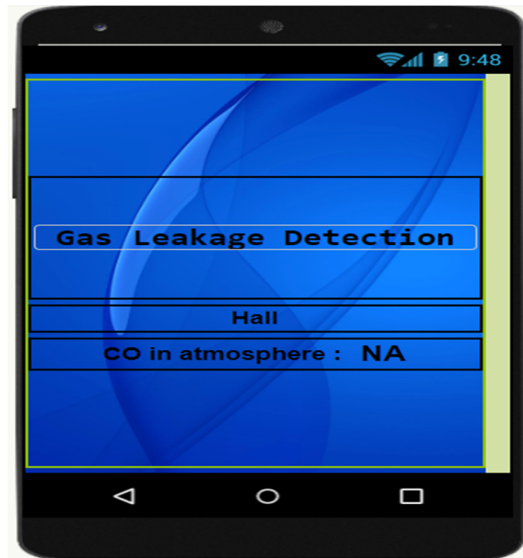 9:48
Gas Leakage Detection
Hall
CO in atmosphere : NA